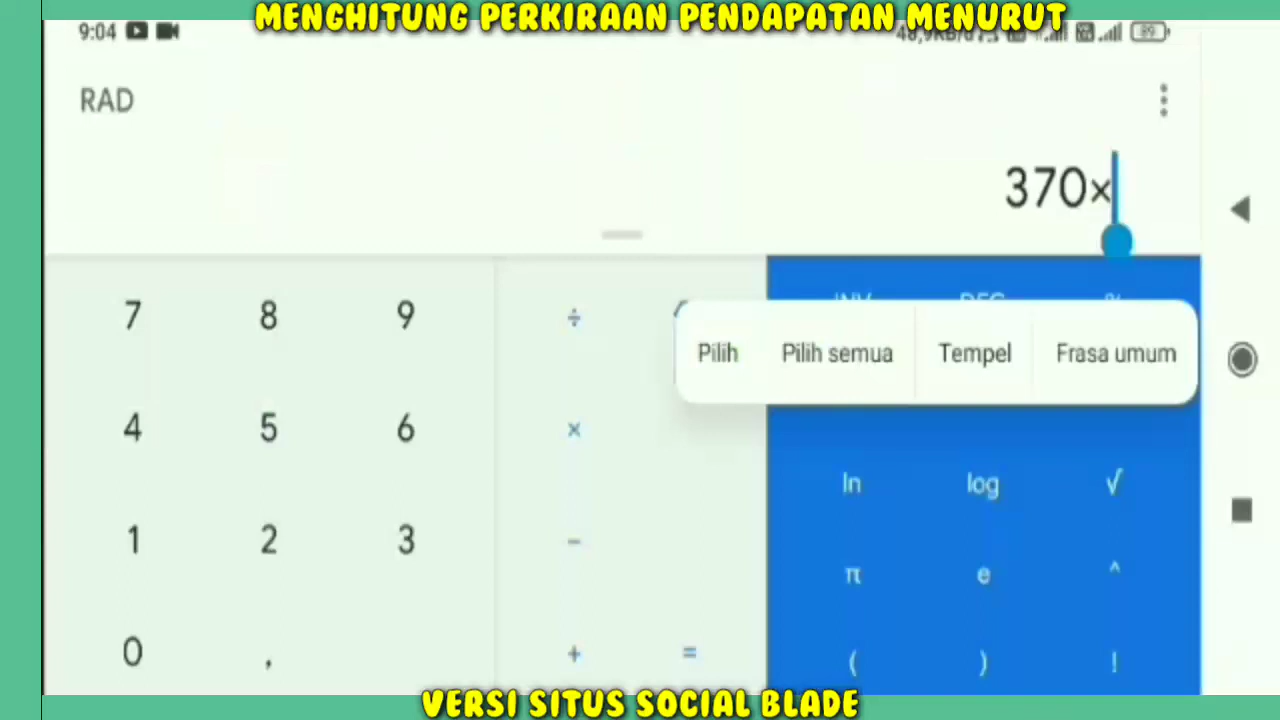 MENGHITUNG PERKIRAAN PENDAPATAN MENURUT
9:04
89
RAD
370×
7 8 9 ÷
Pilih Pilih semua Tempel Frasa umum
4 5 6 ×
ln log √
1 2 3 −
π e ^
0 , + = ( ) !
VERSI SITUS SOCIAL BLADE